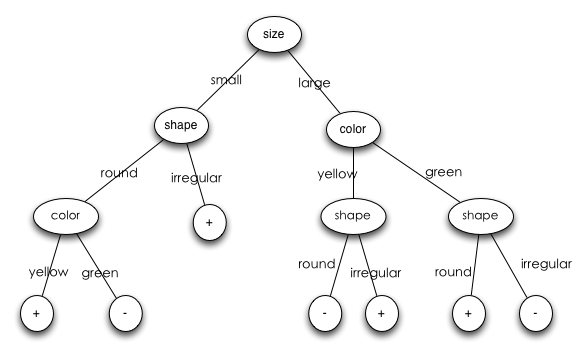 size
small large
shape color
round irregular yellow green
color + shape shape
yellow green round irregular round irregular
+ - - + + -